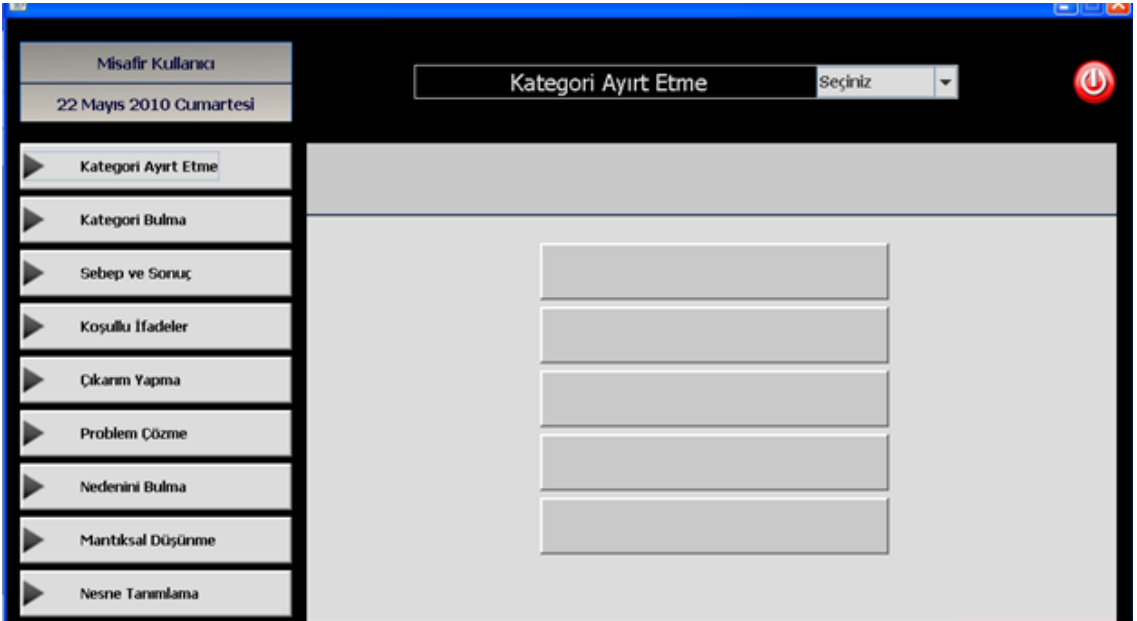 Misafir Kullanıcı
22 Mayıs 2010 Cumartesi
Kategori Ayırt Etme
Seçiniz
Kategori Ayırt Etme
Kategori Bulma
Sebep ve Sonuç
Koşullu İfadeler
Çıkarım Yapma
Problem Çözme
Nedenini Bulma
Mantıksal Düşünme
Nesne Tanımlama